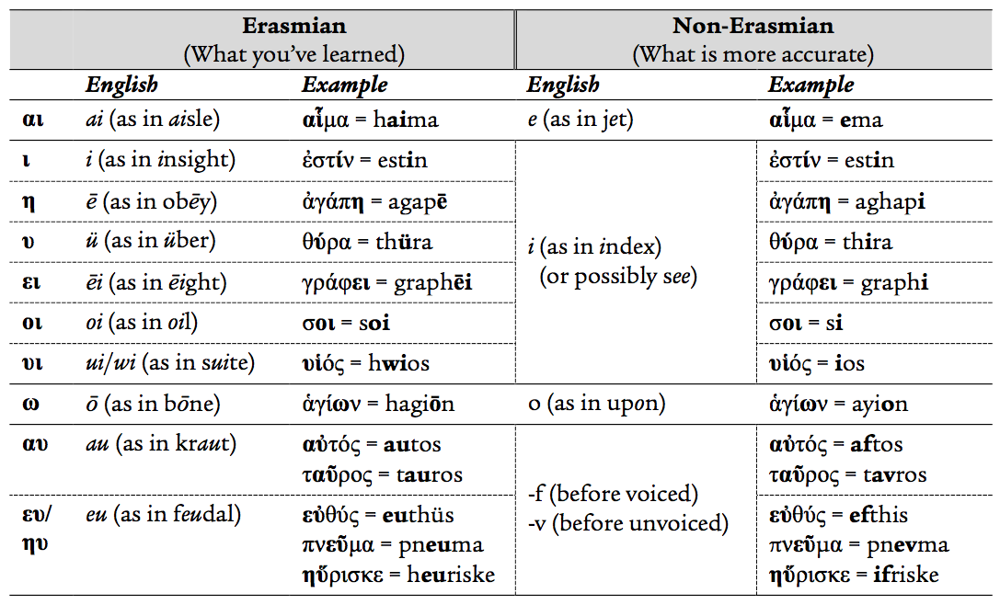 Erasmian Non-Erasmian
(What you’ve learned) (What is more accurate)
English Example English Example
αι ai (as in aisle) αἷμα = haima e (as in jet) αἷμα = ema
ι i (as in insight) ἐστίν = estin ἐστίν = estin
η ē (as in obēy) ἀγάπη = agapē ἀγάπη = aghapi
υ ü (as in über) θύρα = thüra i (as in index) θύρα = thira
(or possibly see)
ει ēi (as in ēight) γράφει = graphēi γράφει = graphi
οι oi (as in oil) σοι = soi σοι = si
υι ui/wi (as in suite) υἱός = hwios υἱός = ios
ω ō (as in bōne) ἁγίων = hagiōn o (as in upon) ἁγίων = ayion
αυ au (as in kraut) αὐτός = autos αὐτός = aftos
ταῦρος = tauros ταῦρος = tavros
-f (before voiced)
ευ/ eu (as in feudal) εὐθύς = euthüs -v (before unvoiced) εὐθύς = efthis
ηυ πνεῦμα = pneuma πνεῦμα = pnevma
ηὕρισκε = heuriske ηὕρισκε = ifriske